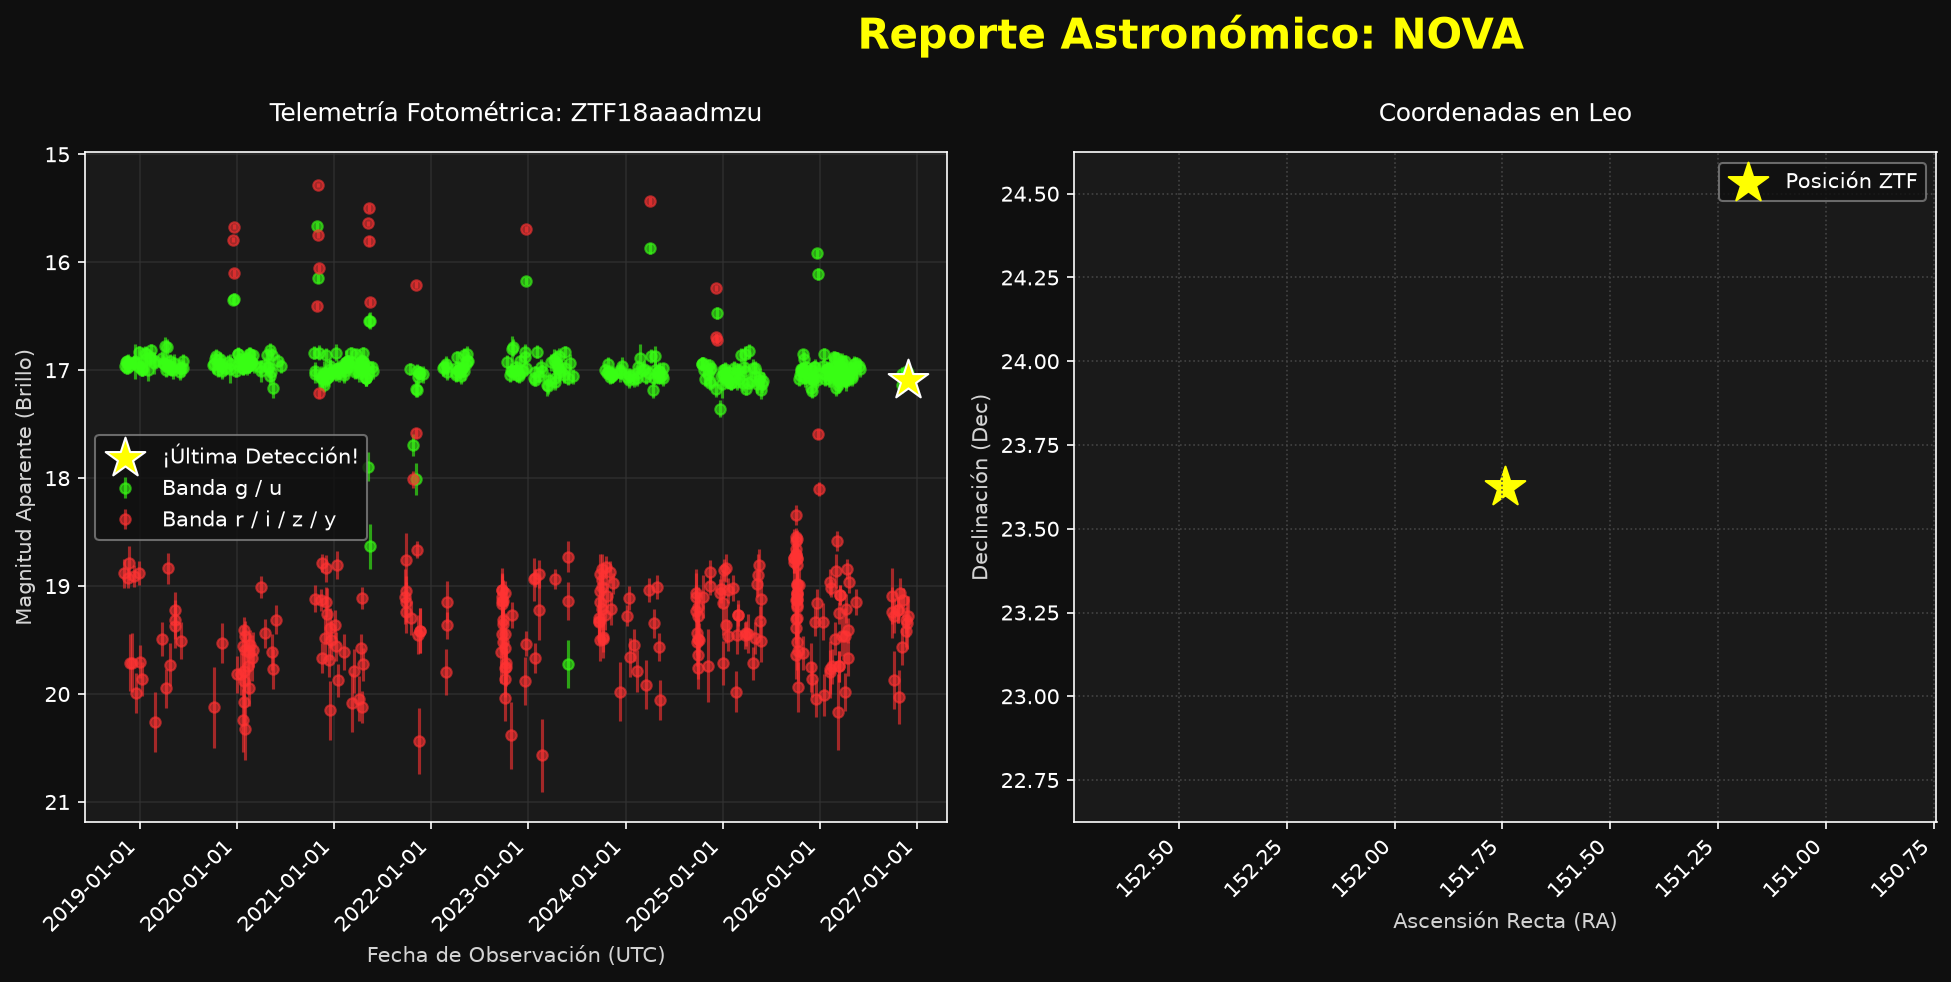 Reporte Astronómico: NOVA
Telemetría Fotométrica: ZTF18aaadmzu
Magnitud Aparente (Brillo)
15
16
17
18
19
20
21
¡Última Detección!
Banda g / u
Banda r / i / z / y
2019-01-01
2020-01-01
2021-01-01
2022-01-01
2023-01-01
2024-01-01
2025-01-01
2026-01-01
2027-01-01
Fecha de Observación (UTC)
Coordenadas en Leo
Declinación (Dec)
24.50
24.25
24.00
23.75
23.50
23.25
23.00
22.75
Posición ZTF
152.50
152.25
152.00
151.75
151.50
151.25
151.00
150.75
Ascensión Recta (RA)